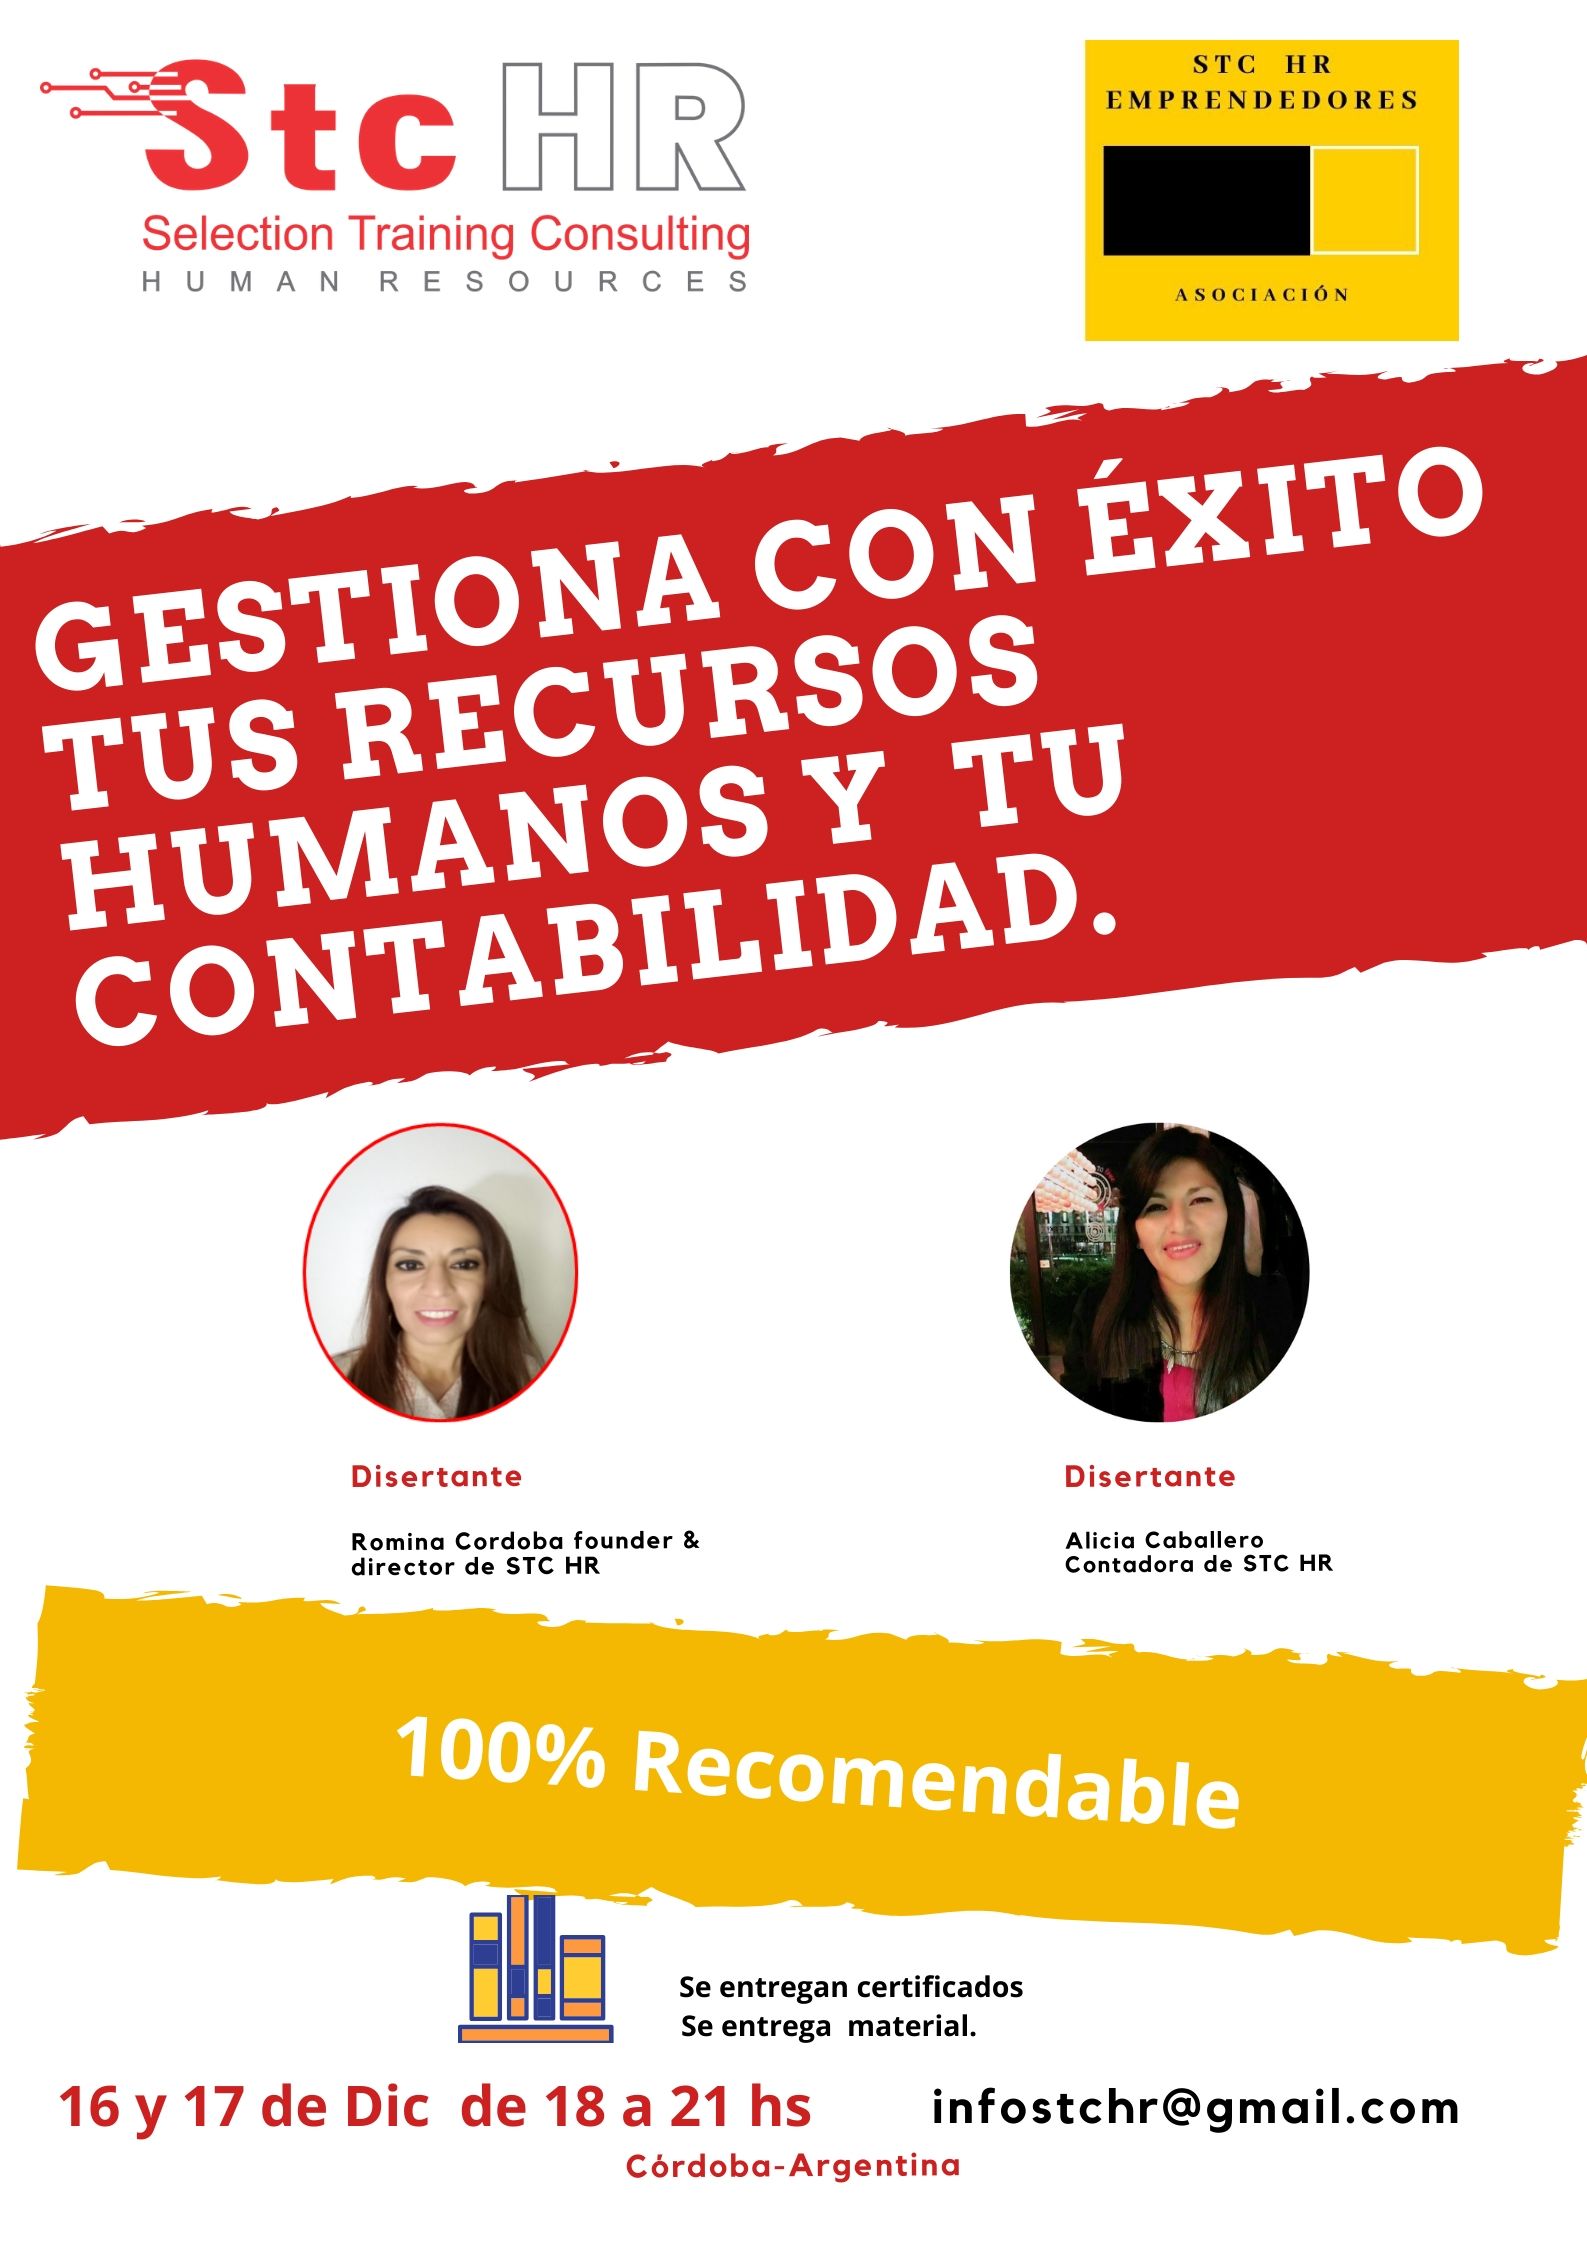 Stc HR
Selection Training Consulting
HUMAN RESOURCES
STC HR
EMPRENDEDORES
ASOCIACIÓN
GESTIONA CON ÉXITO
TUS RECURSOS
HUMANOS Y TU
CONTABILIDAD.
Disertante
Romina Cordoba founder &
director de STC HR
Disertante
Alicia Caballero
Contadora de STC HR
100% Recomendable
Se entregan certificados
Se entrega material.
16 y 17 de Dic de 18 a 21 hs
infostchr@gmail.com
Córdoba-Argentina